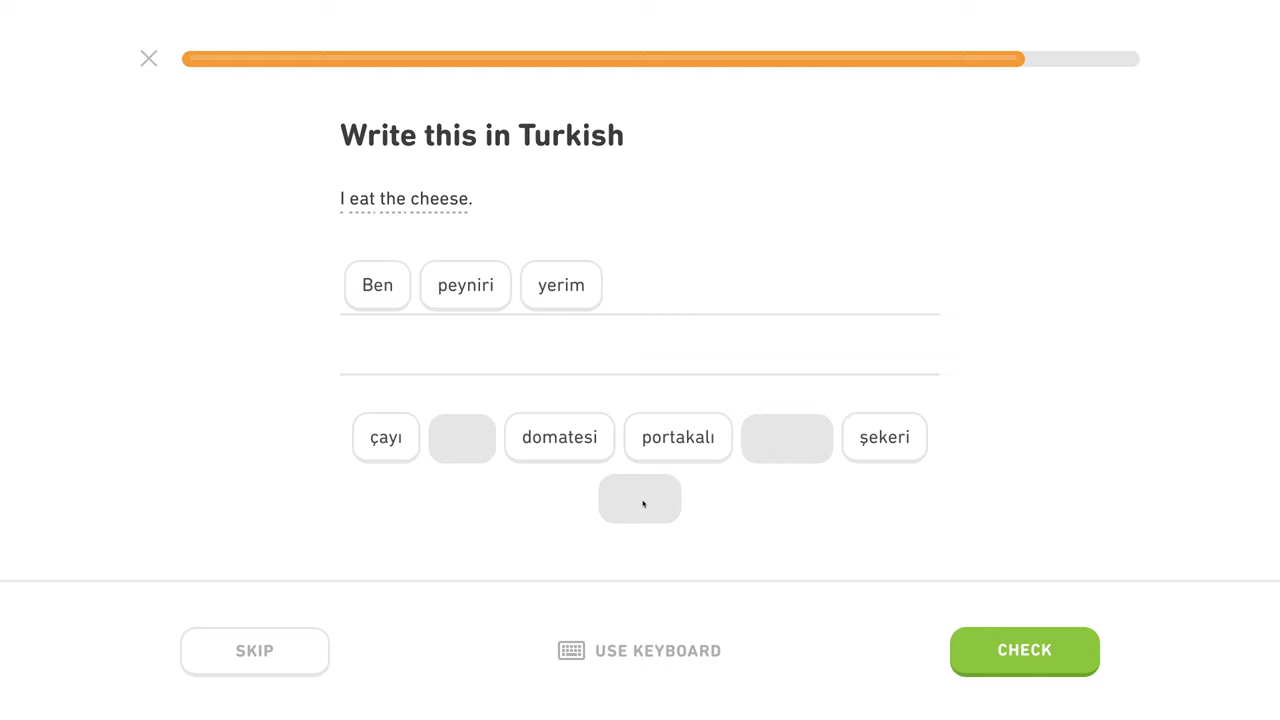 Write this in Turkish
I eat the cheese.
Ben peyniri yerim
çayı domatesi portakalı şekeri
SKIP USE KEYBOARD CHECK